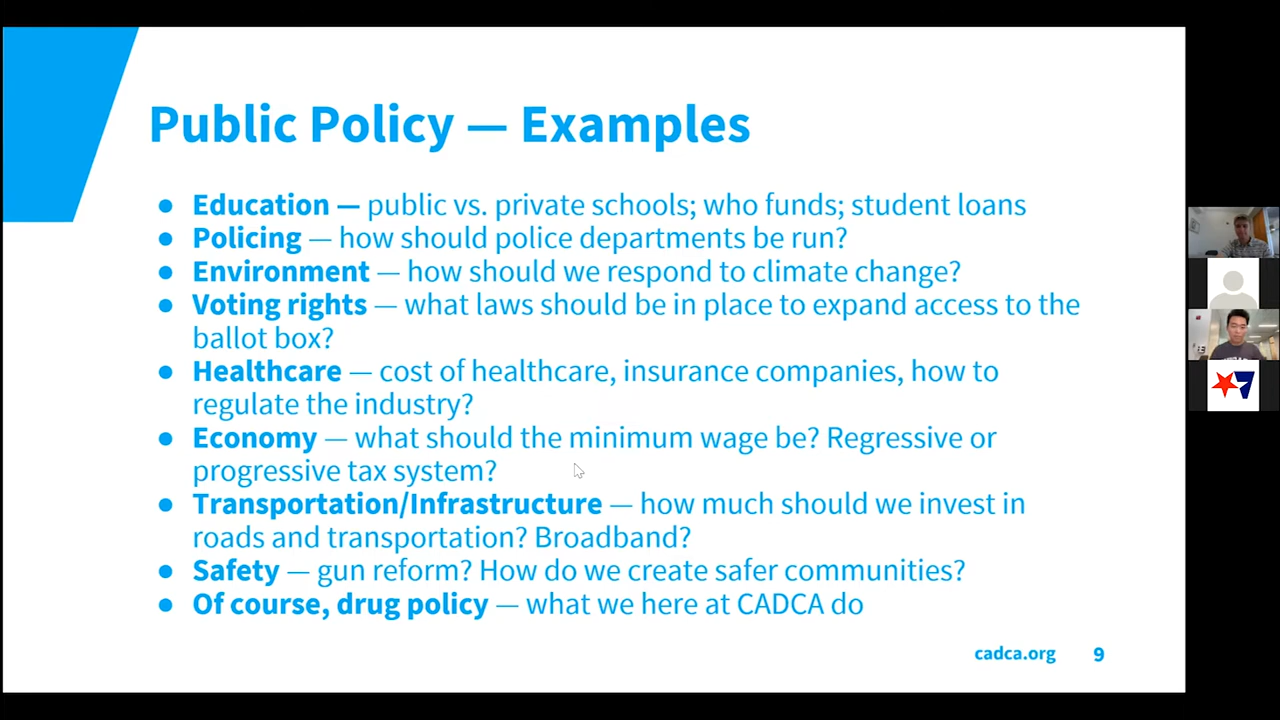 Public Policy — Examples
● Education — public vs. private schools; who funds; student loans
● Policing — how should police departments be run?
● Environment — how should we respond to climate change?
● Voting rights — what laws should be in place to expand access to the
ballot box?
● Healthcare — cost of healthcare, insurance companies, how to
regulate the industry?
● Economy — what should the minimum wage be? Regressive or
progressive tax system?
● Transportation/Infrastructure — how much should we invest in
roads and transportation? Broadband?
● Safety — gun reform? How do we create safer communities?
● Of course, drug policy — what we here at CADCA do
cadca.org 9